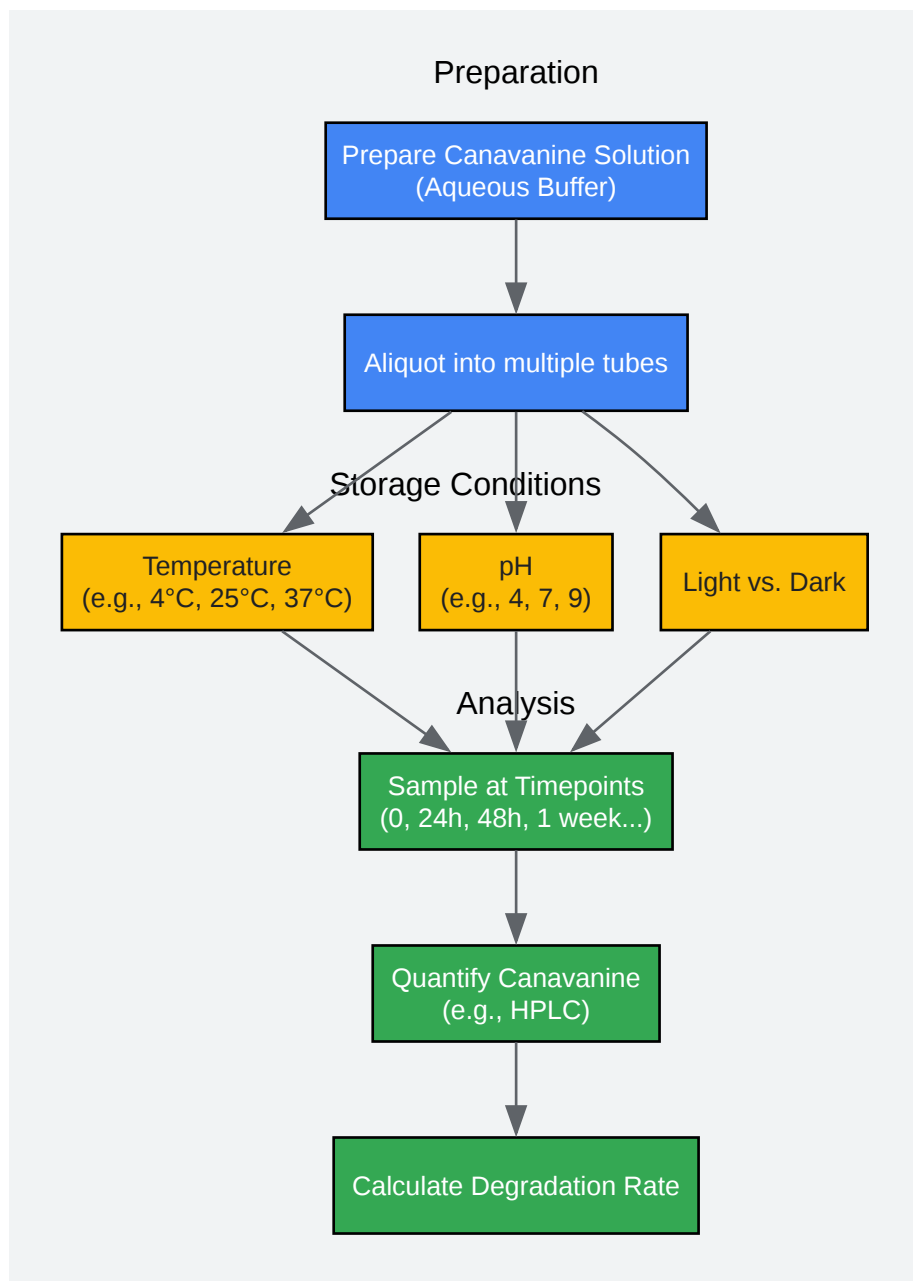 Preparation
Prepare Canavanine Solution
(Aqueous Buffer)
Aliquot into multiple tubes
Storage Conditions
Temperature
(e.g., 4°C, 25°C, 37°C)
pH
(e.g., 4, 7, 9)
Light vs. Dark
Analysis
Sample at Timepoints
(0, 24h, 48h, 1 week...)
Quantify Canavanine
(e.g., HPLC)
Calculate Degradation Rate